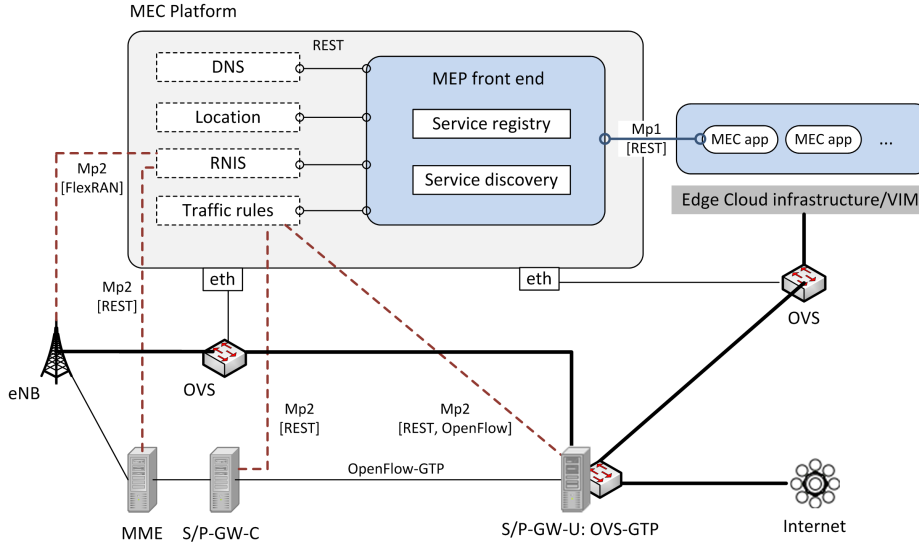 MEC Platform
REST
DNS
MEP front end
Location
Service registry
Mp1
[REST]
MEC app
MEC app
...
RNIS
Mp2
[FlexRAN]
Service discovery
Traffic rules
Edge Cloud infrastructure/VIM
eth
eth
Mp2
[REST]
OVS
eNB
OVS
Mp2
[REST]
Mp2
[REST, OpenFlow]
OpenFlow-GTP
MME
S/P-GW-C
S/P-GW-U: OVS-GTP
Internet